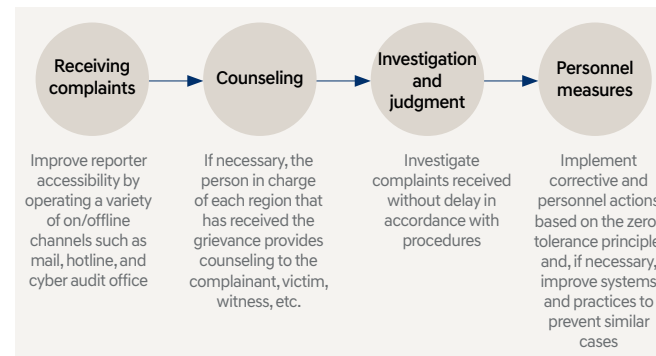 Receiving
complaints
Counseling
Investigation
and
judgment
Personnel
measures
Improve reporter
accessibility by
operating a variety
of on/offline
channels such as
mail, hotline, and
cyber audit office
If necessary, the
person in charge
of each region that
has received the
grievance provides
counseling to the
complainant, victim,
witness, etc.
Investigate
complaints received
without delay in
accordance with
procedures
Implement
corrective and
personnel actions
based on the zero
tolerance principle
and, if necessary,
improve systems
and practices to
prevent similar
cases